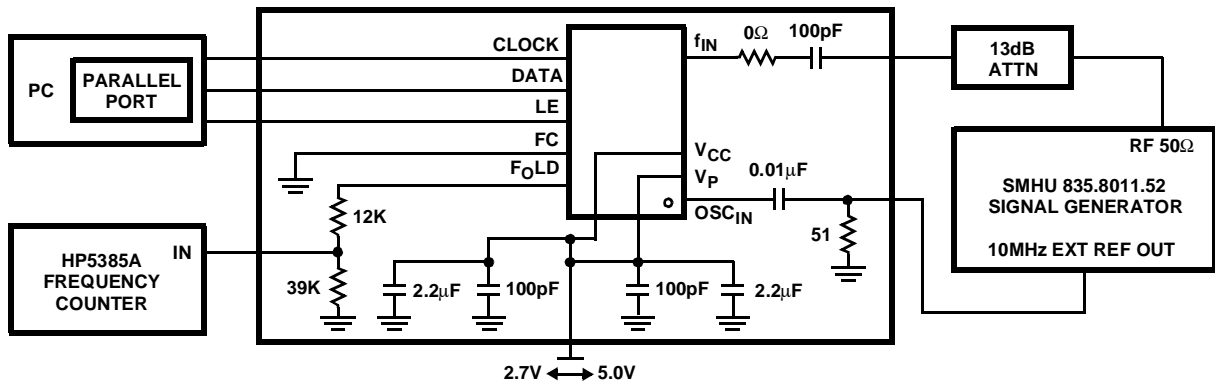 PC
PARALLEL
PORT
CLOCK
DATA
LE
FC
FOLD
fIN
0Ω
100pF
13dB
ATTN
VCC
VP
OSCIN
0.01μF
51
RF 50Ω
SMHU 835.8011.52
SIGNAL GENERATOR
10MHz EXT REF OUT
12K
39K
IN
HP5385A
FREQUENCY
COUNTER
2.2μF
100pF
100pF
2.2μF
2.7V
5.0V